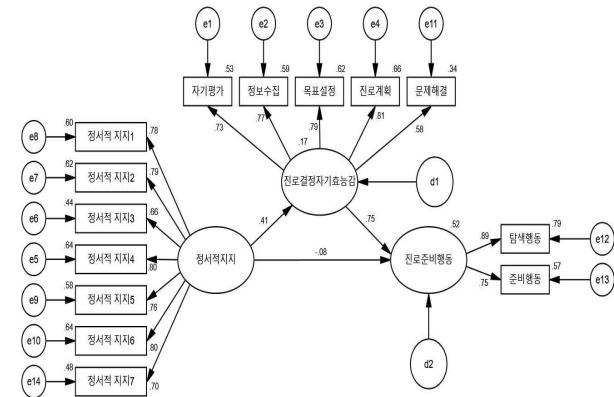 e1
e2
e3
e4
e11
.53
.59
.62
.66
.34
자기평가
정보수집
목표설정
진로계획
문제해결
.73
.77
.79
.81
.58
.17
진로결정자기효능감
d1
.60
e8
정서적 지지1
.78
.62
e7
정서적 지지2
.79
.44
e6
정서적 지지3
.66
.64
e5
정서적 지지4
.80
.58
e9
정서적 지지5
.76
.64
e10
정서적 지지6
.80
.48
e14
정서적 지지7
.70
정서적지지
.41
.75
-.08
.52
진로준비행동
d2
.89
.79
탐색행동
e12
.75
.57
준비행동
e13